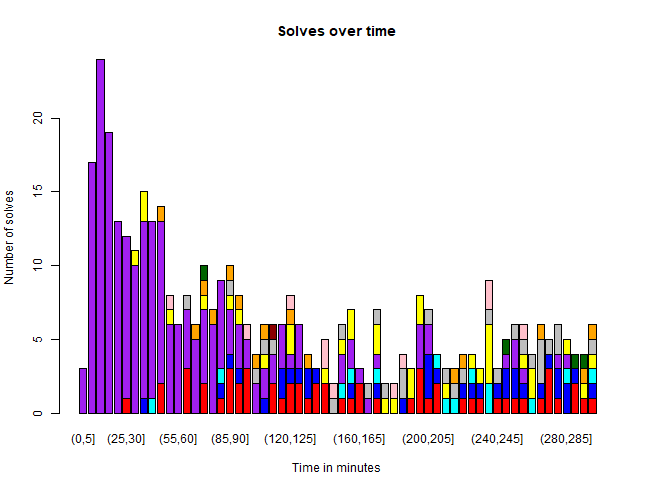 Solves over time
Number of solves
20
15
10
5
0
(0,5] (25,30] (55,60] (85,90] (120,125] (160,165] (200,205] (240,245] (280,285]
Time in minutes